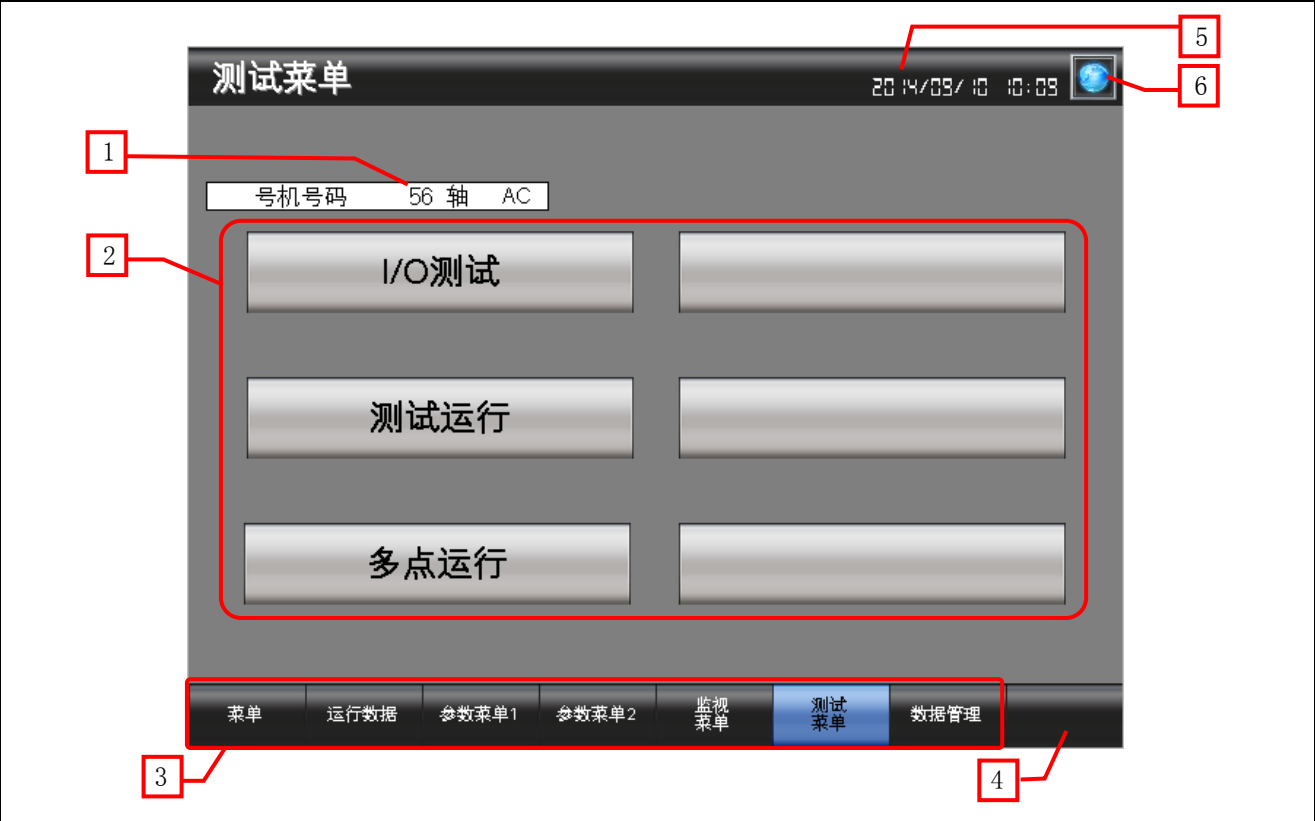 5
测试菜单
2014/09/10 10:09
6
1
号机号码 56 轴 AC
2
I/O测试
测试运行
多点运行
菜单
运行数据
参数菜单1
参数菜单2
监视
菜单
测试
菜单
数据管理
3
4